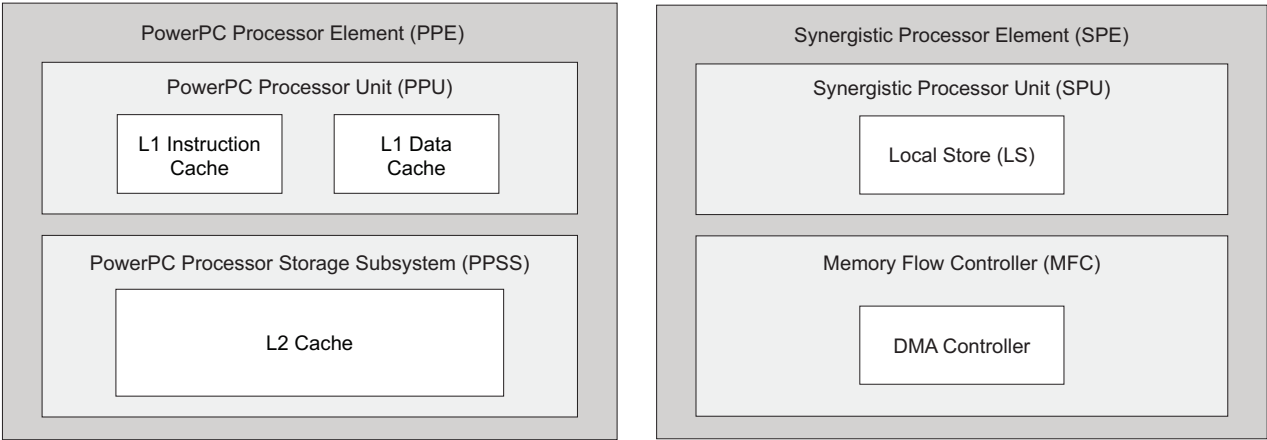 PowerPC Processor Element (PPE)
PowerPC Processor Unit (PPU)
L1 Instruction
Cache
L1 Data
Cache
PowerPC Processor Storage Subsystem (PPSS)
L2 Cache
Synergistic Processor Element (SPE)
Synergistic Processor Unit (SPU)
Local Store (LS)
Memory Flow Controller (MFC)
DMA Controller